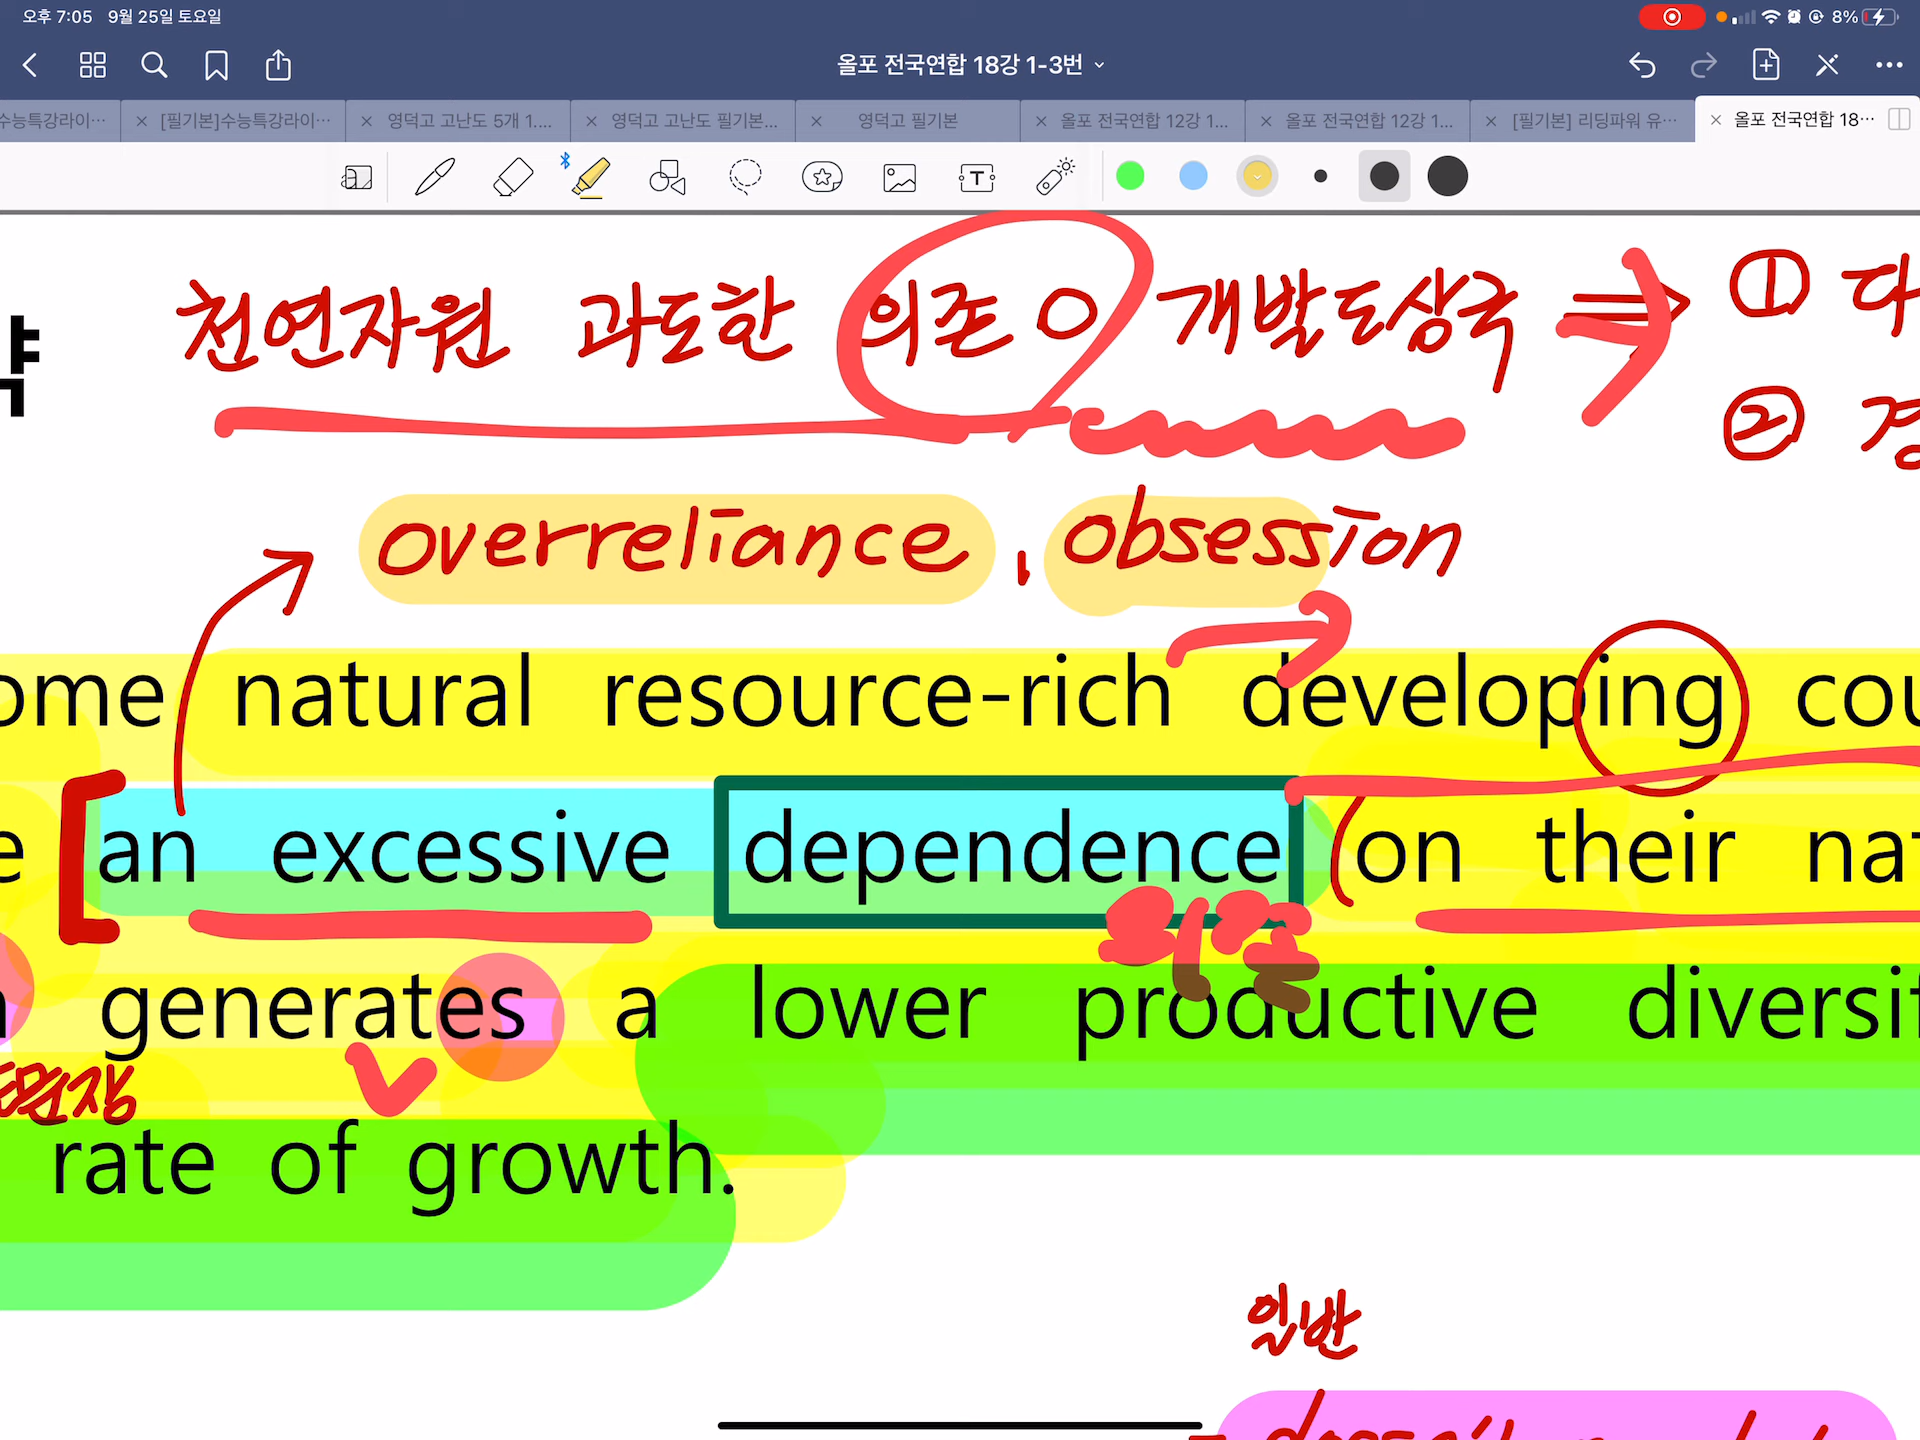 오후 7:05 9월 25일 토요일 8%
올포 전국연합 18강 1-3번
수능특강라이··· × [필기본]수능특강라이··· × 영덕고 고난도 5개 1.... × 영덕고 고난도 필기본... × 영덕고 필기본 × 올포 전국연합 12강 1... × 올포 전국연합 12강 1... × [필기본] 리딩파워 유··· × 올포 전국연합 18···
천연자원 과도한 의존 O 개발도상국 ⇒ ① 다
② 경
overreliance, obsession
ome natural resource-rich developing cou
e [an excessive dependence (on their nat
의존
generates a lower productive diversif
rate of growth.
일반